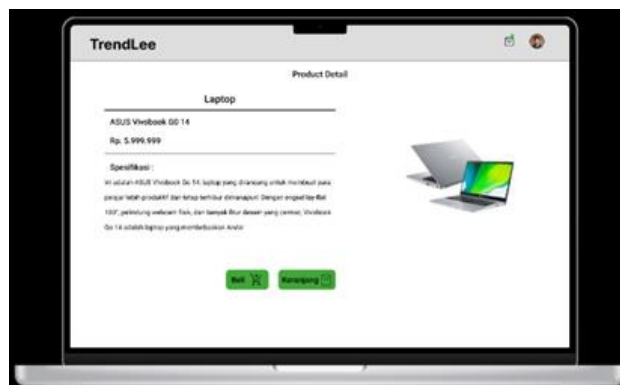 TrendLee
Product Detail
Laptop
ASUS Vivobook GO 14
Rp. 5.999.999
Spesifikasi :
ini adalah ASUS Vivobook Go 14, laptop yang dirancang untuk membuat para
pelajar lebih produktif dan tetap terhibur dimanapun! Dengan engsel lay-flat
180°, pelindung webcam fisik, dan banyak fitur desain yang cermat, Vivobook
Go 14 adalah laptop yang membebaskan Anda!
Beli
Keranjang